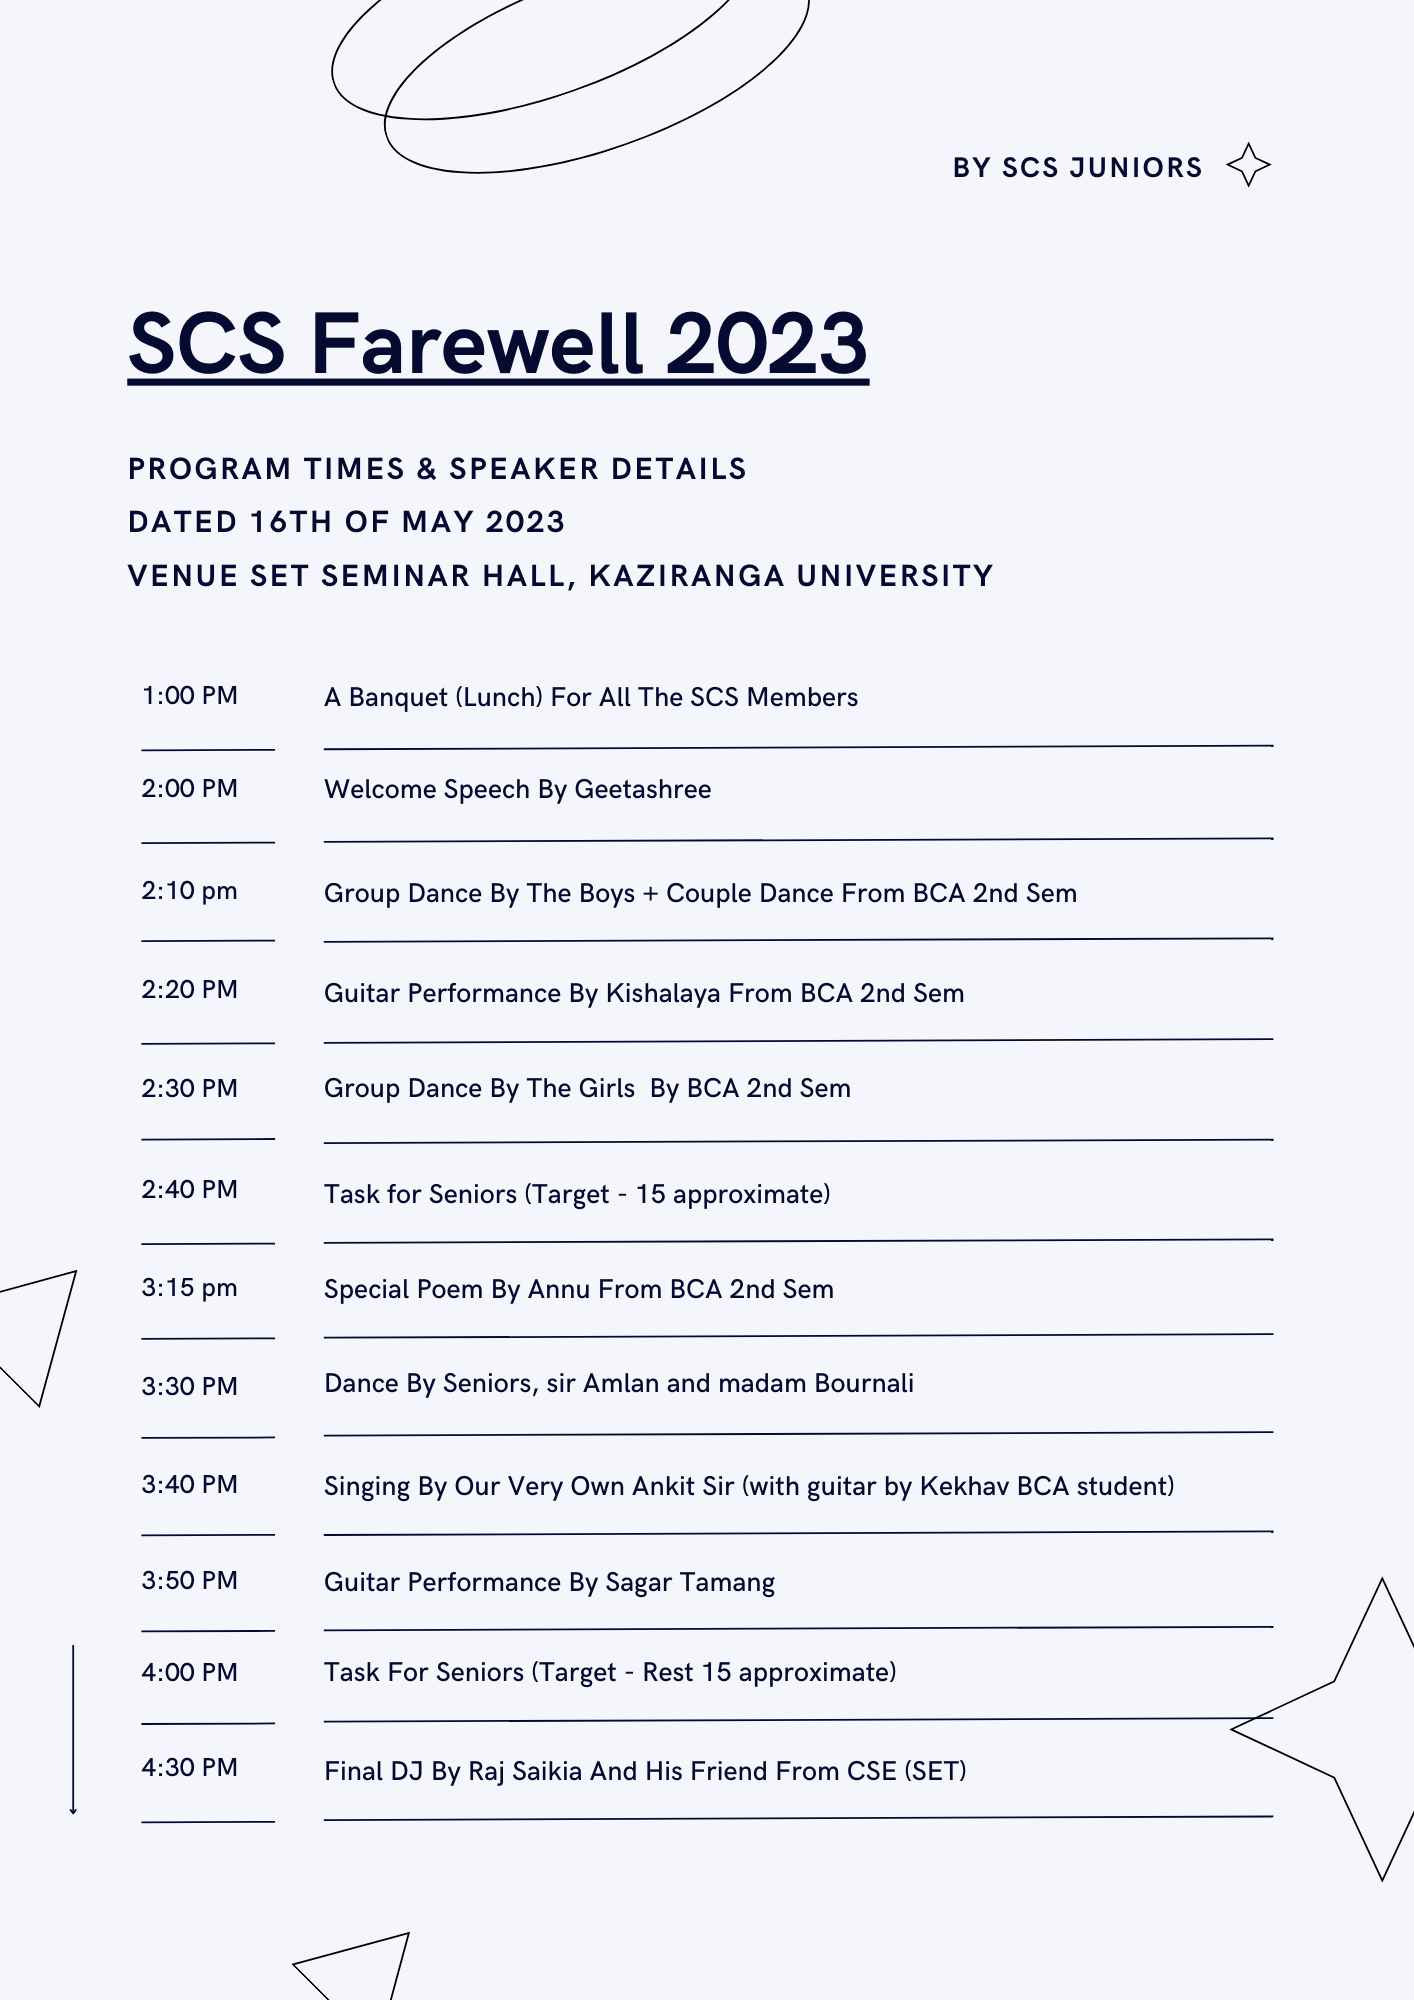 BY SCS JUNIORS
SCS Farewell 2023
PROGRAM TIMES & SPEAKER DETAILS
DATED 16TH OF MAY 2023
VENUE SET SEMINAR HALL, KAZIRANGA UNIVERSITY
1:00 PM A Banquet (Lunch) For All The SCS Members
2:00 PM Welcome Speech By Geetashree
2:10 pm Group Dance By The Boys + Couple Dance From BCA 2nd Sem
2:20 PM Guitar Performance By Kishalaya From BCA 2nd Sem
2:30 PM Group Dance By The Girls  By BCA 2nd Sem
2:40 PM Task for Seniors (Target - 15 approximate)
3:15 pm Special Poem By Annu From BCA 2nd Sem
3:30 PM Dance By Seniors, sir Amlan and madam Bournali
3:40 PM Singing By Our Very Own Ankit Sir (with guitar by Kekhav BCA student)
3:50 PM Guitar Performance By Sagar Tamang
4:00 PM Task For Seniors (Target - Rest 15 approximate)
4:30 PM Final DJ By Raj Saikia And His Friend From CSE (SET)